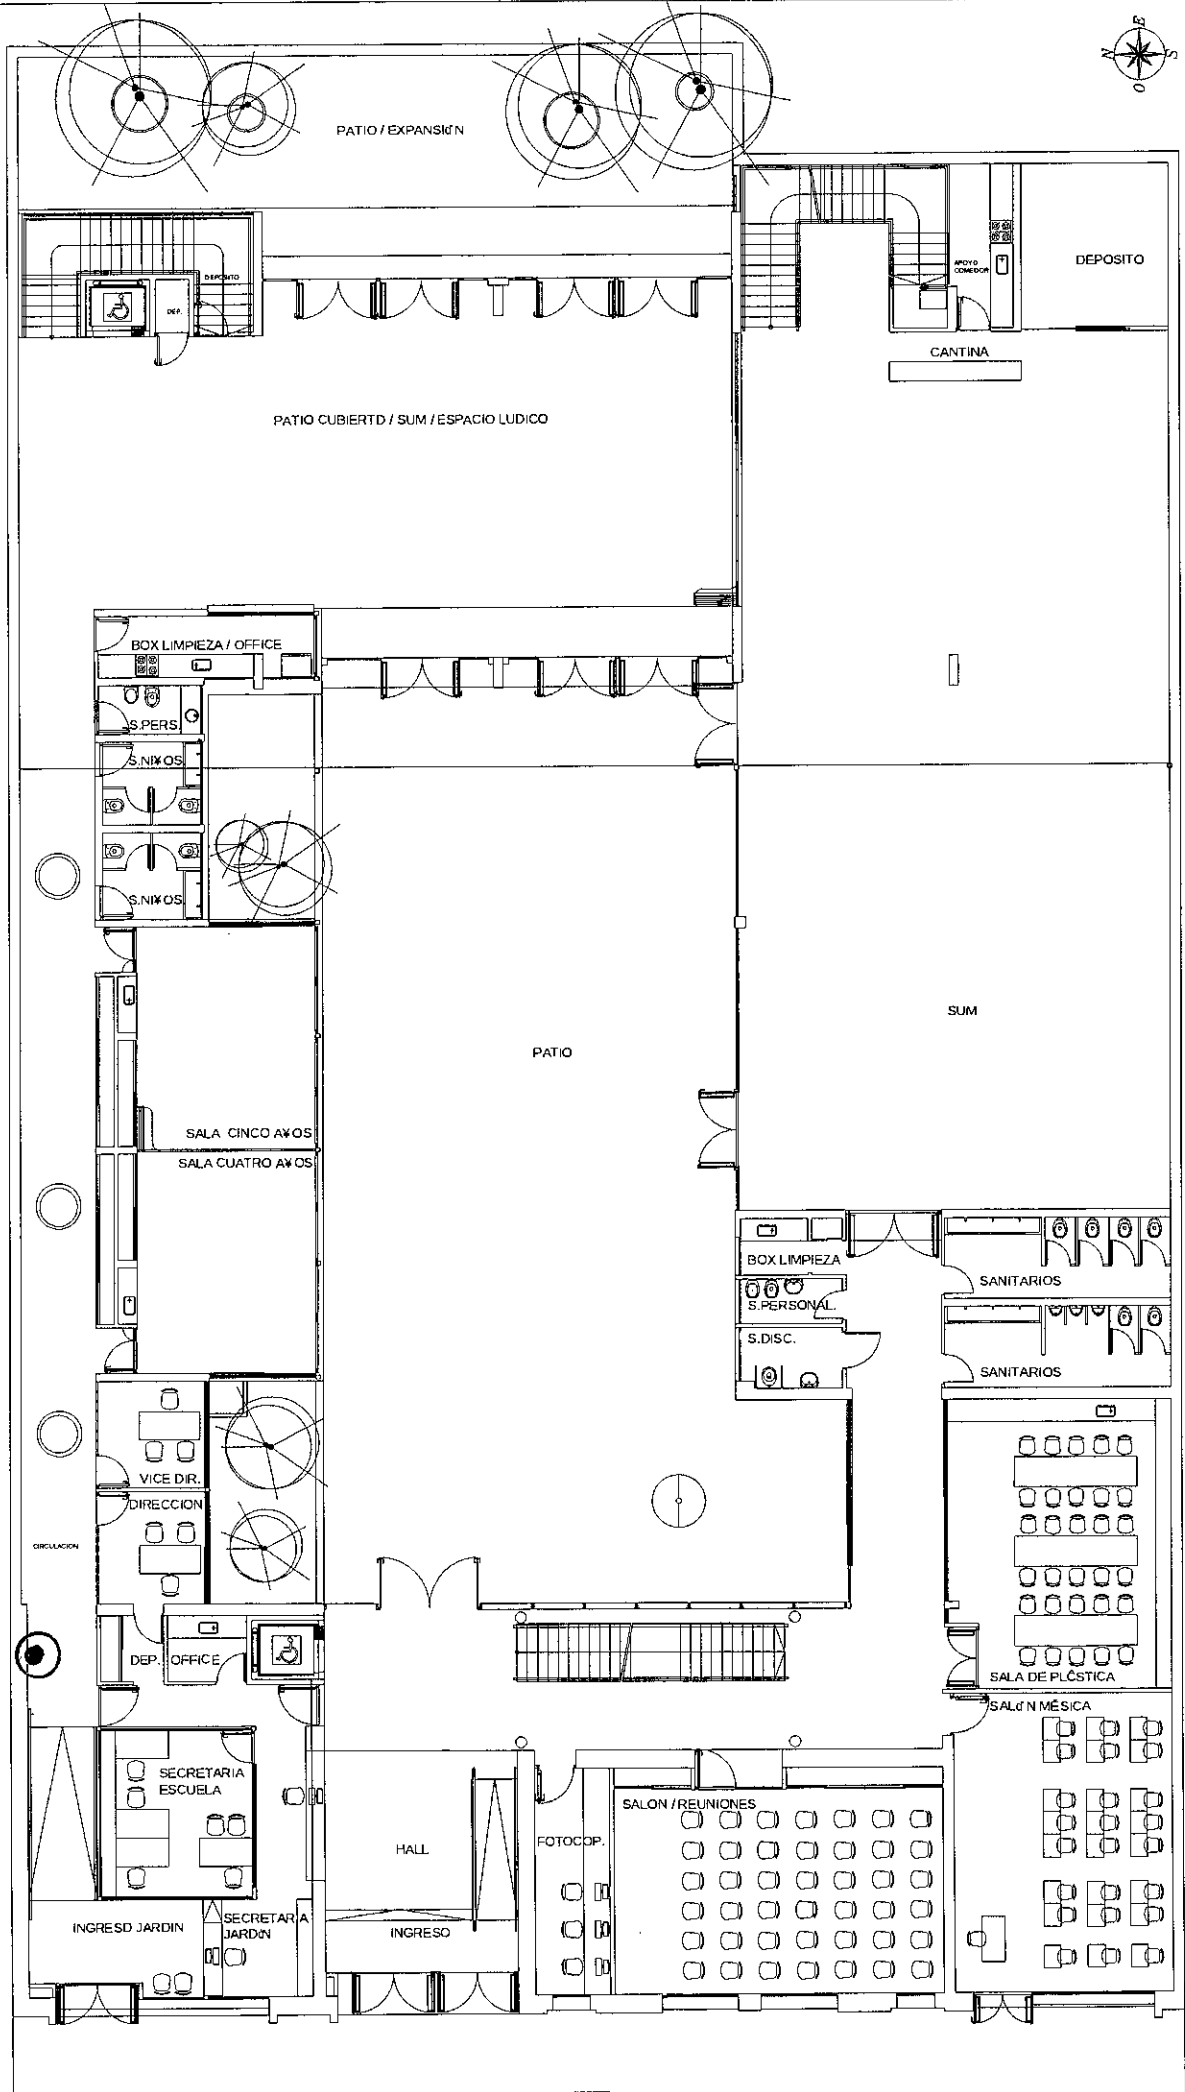 E
N
S
O
PATIO / EXPANSIóN
DEPOSITO
DEP.
APOYO
COMEDOR
DEPOSITO
CANTINA
PATIO CUBIERTO / SUM / ESPACIO LUDICO
BOX LIMPIEZA / OFFICE
S.PERS.
S.NI¥OS
S.NI¥OS
PATIO
SUM
SALA CINCO A¥OS
SALA CUATRO A¥OS
BOX LIMPIEZA
S.PERSONAL.
S.DISC.
SANITARIOS
SANITARIOS
VICE DIR.
DIRECCION
CIRCULACION
DEP.
OFFICE
SALA DE PLČSTICA
SALóN MÉSICA
SECRETARIA
ESCUELA
HALL
FOTOCOP.
SALON / REUNIONES
INGRESO JARDIN
SECRETARIA
JARDíN
INGRESO